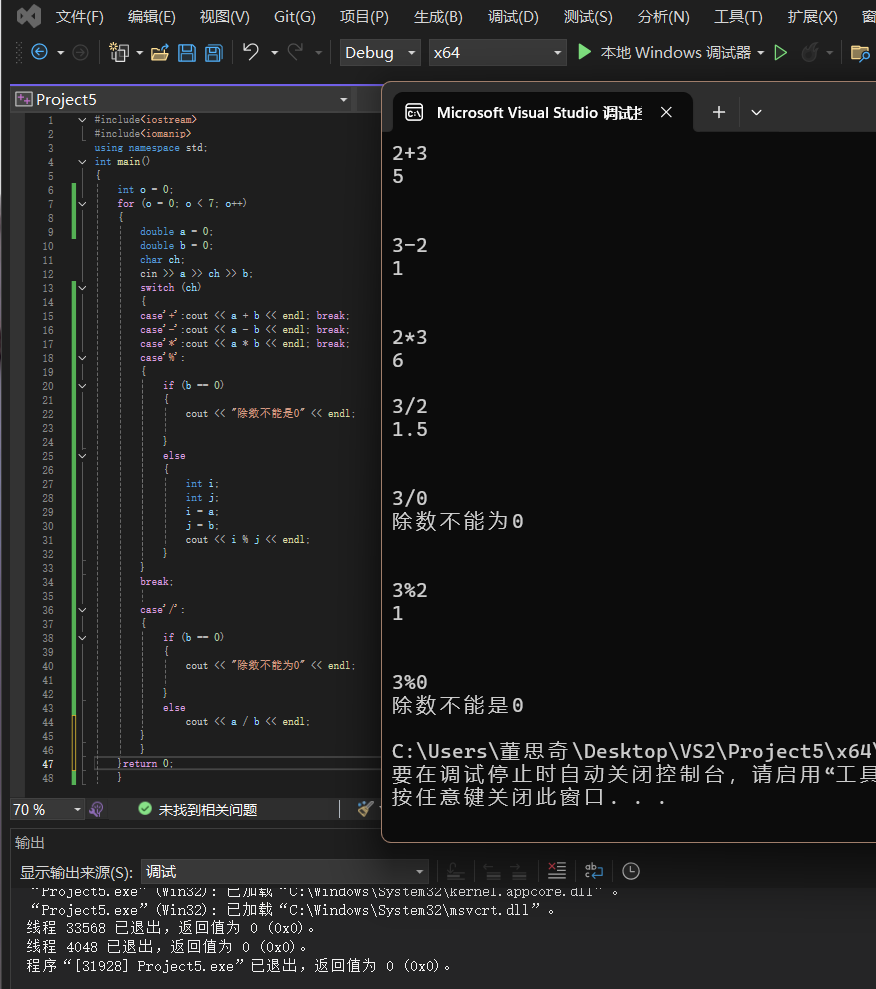 文件(F) 编辑(E) 视图(V) Git(G) 项目(P) 生成(B) 调试(D) 测试(S) 分析(N) 工具(T) 扩展(X) 窗
Debug x64 本地 Windows 调试器
Project5
1 #include<iostream>
2 #include<iomanip>
3 using namespace std;
4 int main()
5 {
6 int o = 0;
7 for (o = 0; o < 7; o++)
8 {
9 double a = 0;
10 double b = 0;
11 char ch;
12 cin >> a >> ch >> b;
13 switch (ch)
14 {
15 case'+':cout << a + b << endl; break;
16 case'-':cout << a - b << endl; break;
17 case'*':cout << a * b << endl; break;
18 case'%':
19 {
20 if (b == 0)
21 {
22 cout << "除数不能是0" << endl;
23
24 }
25 else
26 {
27 int i;
28 int j;
29 i = a;
30 j = b;
31 cout << i % j << endl;
32 }
33 }
34 break;
35
36 case'/':
37 {
38 if (b == 0)
39 {
40 cout << "除数不能为0" << endl;
41
42 }
43 else
44 cout << a / b << endl;
45 }
46 }
47 }return 0;
48 }
70 % 未找到相关问题
Microsoft Visual Studio 调试
2+3
5
3-2
1
2*3
6
3/2
1.5
3/0
除数不能为0
3%2
1
3%0
除数不能是0
C:\Users\董思奇\Desktop\VS2\Project5\x64\
要在调试停止时自动关闭控制台，请启用“工具
按任意键关闭此窗口. . .
输出
显示输出来源(S): 调试
“Project5.exe”(Win32): 已加载“C:\Windows\System32\kernel.appcore.dll”。
“Project5.exe”(Win32): 已加载“C:\Windows\System32\msvcrt.dll”。
线程 33568 已退出，返回值为 0 (0x0)。
线程 4048 已退出，返回值为 0 (0x0)。
程序“[31928] Project5.exe”已退出，返回值为 0 (0x0)。